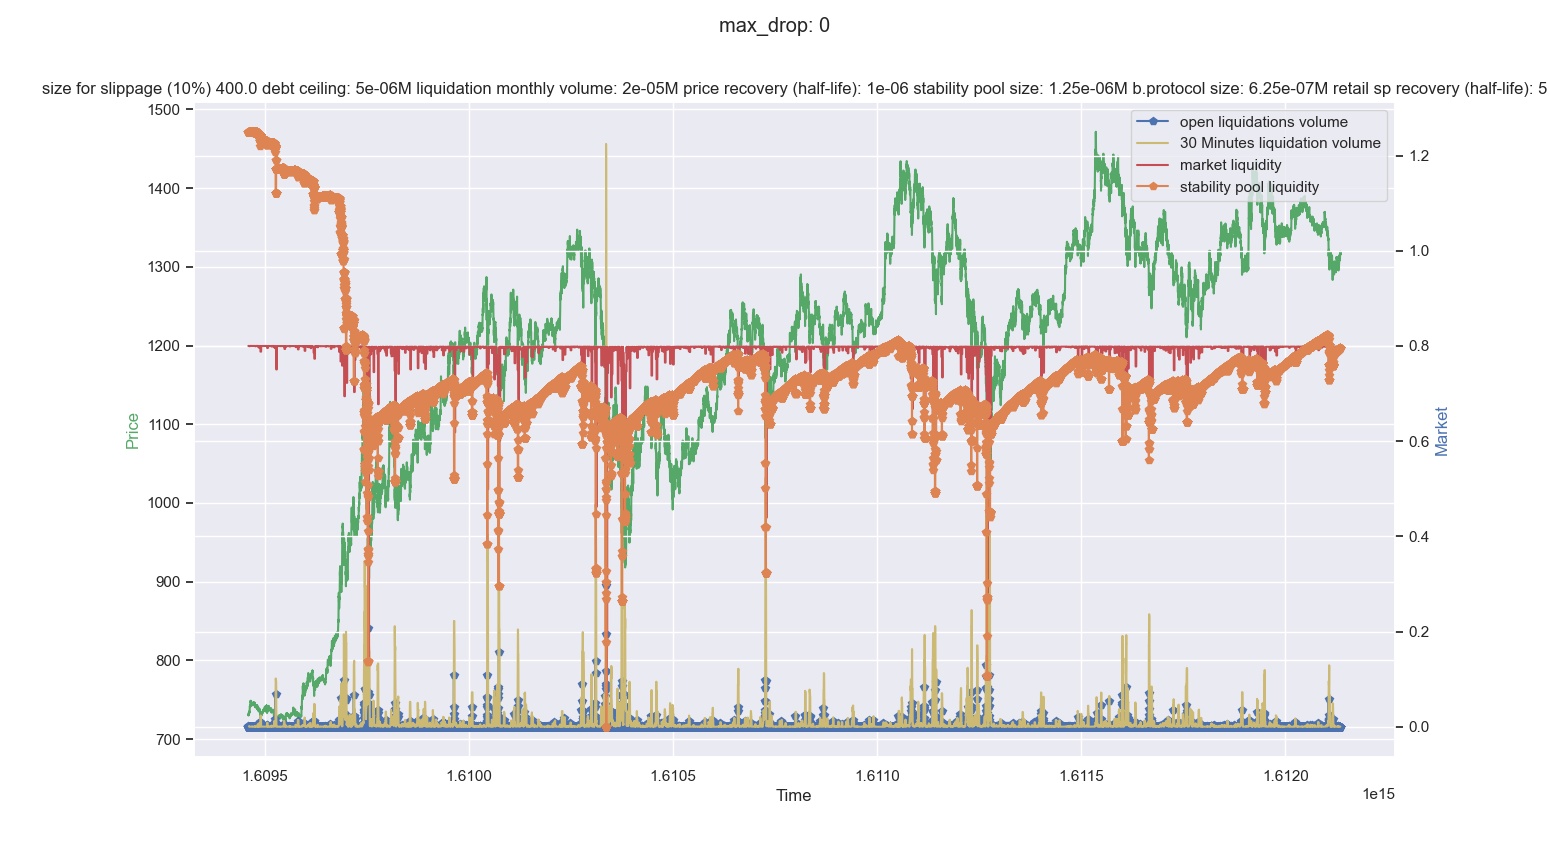 max_drop: 0
size for slippage (10%) 400.0 debt ceiling: 5e-06M liquidation monthly volume: 2e-05M price recovery (half-life): 1e-06 stability pool size: 1.25e-06M b.protocol size: 6.25e-07M retail sp recovery (half-life): 5
1500
1400
1300
1200
1100
1000
900
800
700
Price
open liquidations volume
30 Minutes liquidation volume
market liquidity
stability pool liquidity
1.2
1.0
0.8
0.6
0.4
0.2
0.0
Market
1.6095
1.6100
1.6105
1.6110
1.6115
1.6120
1e15
Time